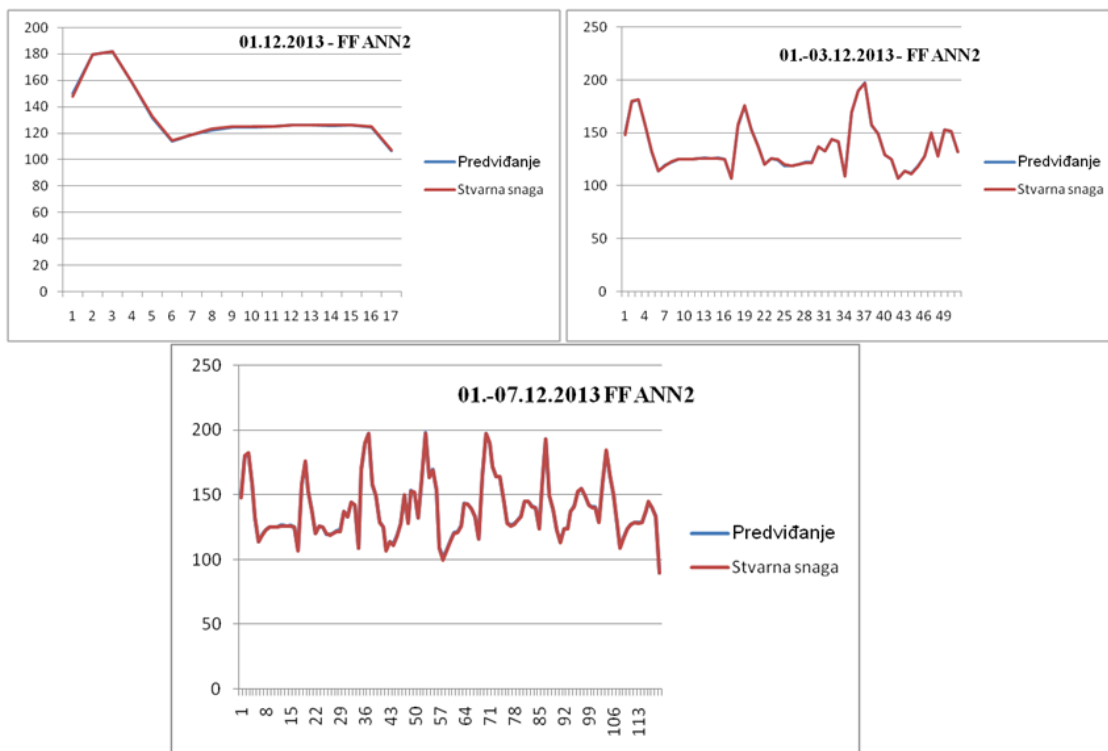 01.12.2013 - FF ANN2
200
180
160
140
120
100
80
60
40
20
0
1 2 3 4 5 6 7 8 9 10 11 12 13 14 15 16 17
Predviđanje
Stvarna snaga
01.-03.12.2013 - FF ANN2
250
200
150
100
50
0
1 4 7 10 13 16 19 22 25 28 31 34 37 40 43 46 49
Predviđanje
Stvarna snaga
01.-07.12.2013 FF ANN2
250
200
150
100
50
0
1 8 15 22 29 36 43 50 57 64 71 78 85 92 99 106 113
Predviđanje
Stvarna snaga